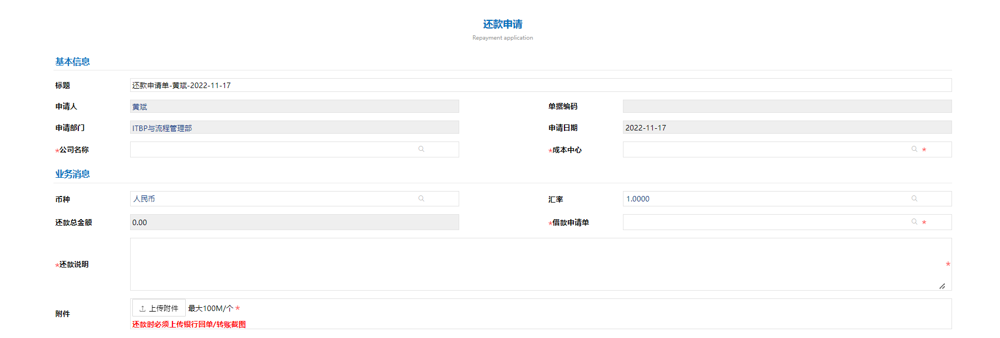 还款申请
Repayment application
基本信息
标题 还款申请单-黄斌-2022-11-17
申请人 黄斌 单据编码
申请部门 ITBP与流程管理部 申请日期 2022-11-17
*公司名称 *成本中心 *
业务消息
币种 人民币 汇率 1.0000
还款总金额 0.00 *借款申请单 *
*还款说明 *
附件 上传附件 最大100M/个 *
还款时必须上传银行回单/转账截图